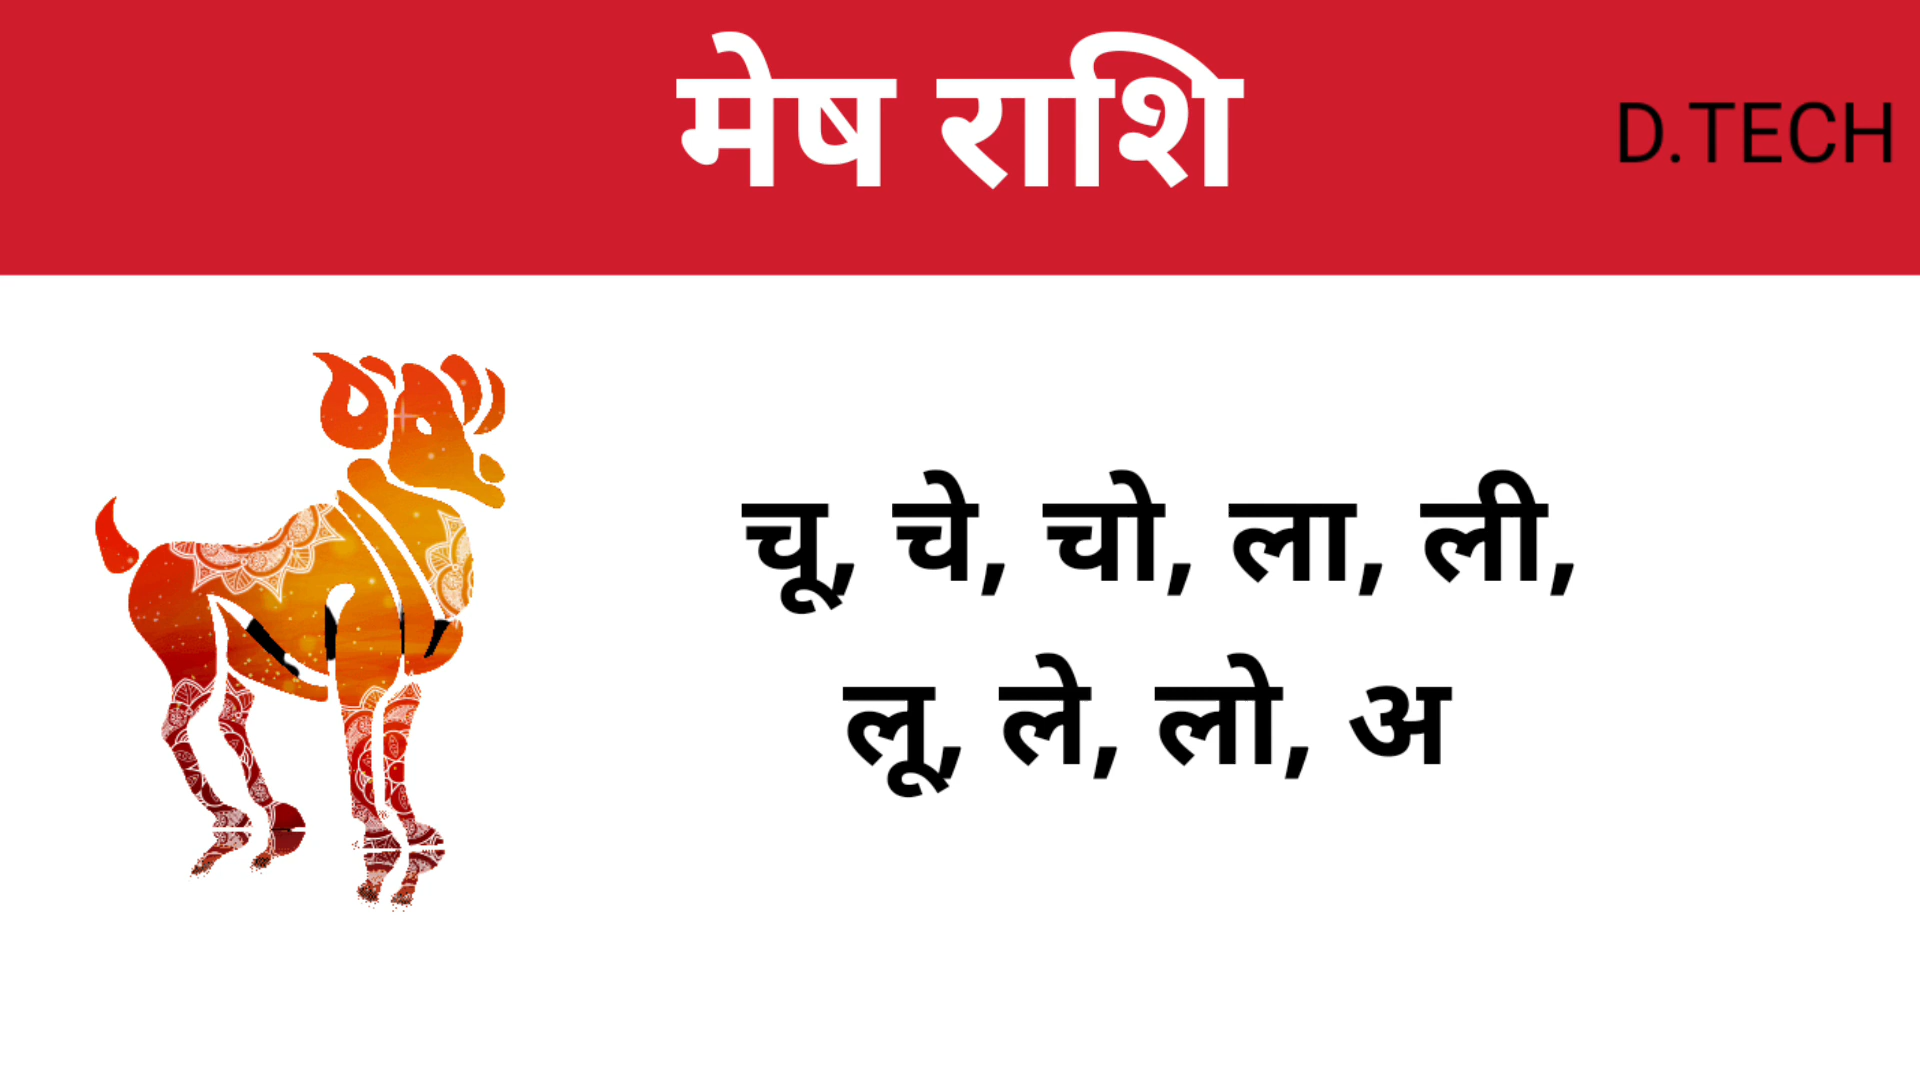 मेष राशि
D.TECH
चू, चे, चो, ला, ली,
लू, ले, लो, अ